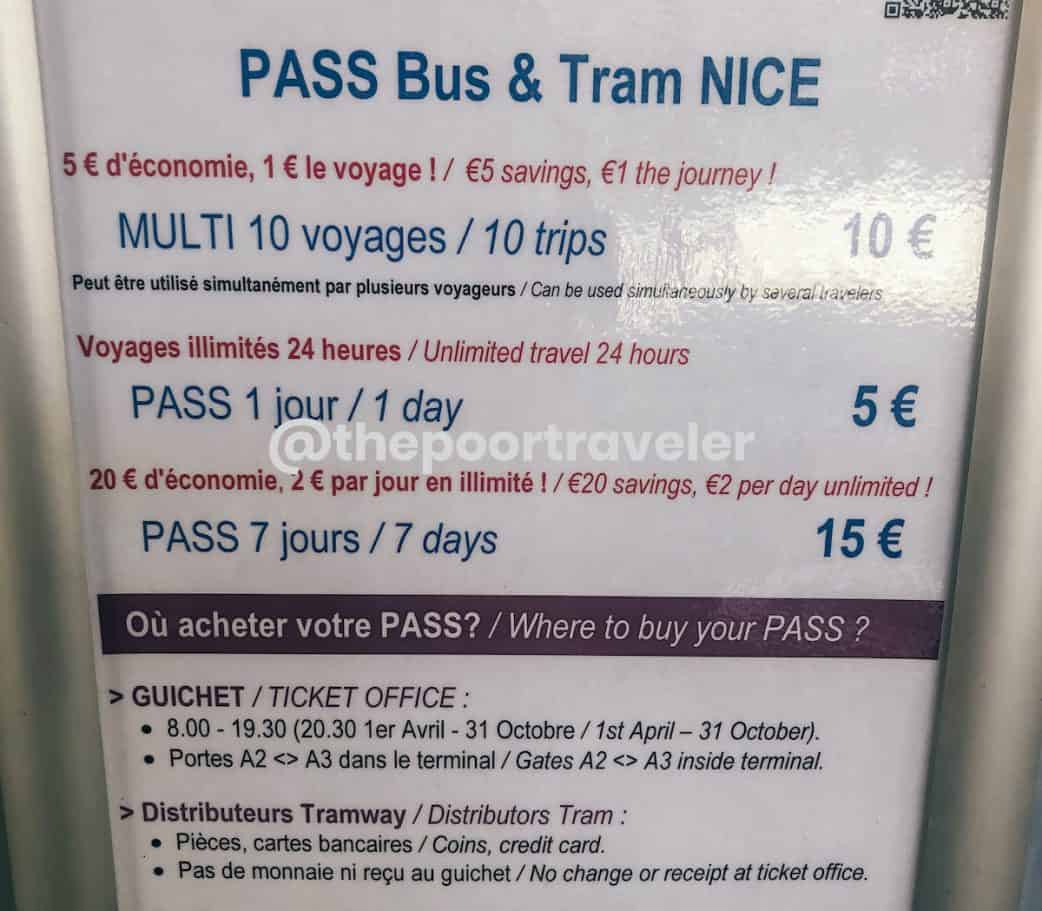 PASS Bus & Tram NICE
5 € d'économie, 1 € le voyage ! / €5 savings, €1 the journey !
MULTI 10 voyages / 10 trips 10 €
Peut être utilisé simultanément par plusieurs voyageurs / Can be used simultaneously by several travelers
Voyages illimités 24 heures / Unlimited travel 24 hours
PASS 1 jour / 1 day 5 €
@thepoortraveler
20 € d'économie, 2 € par jour en illimité ! / €20 savings, €2 per day unlimited !
PASS 7 jours / 7 days 15 €
Où acheter votre PASS? / Where to buy your PASS ?
> GUICHET / TICKET OFFICE :
• 8.00 - 19.30 (20.30 1er Avril - 31 Octobre / 1st April – 31 October).
• Portes A2 <> A3 dans le terminal / Gates A2 <> A3 inside terminal.
> Distributeurs Tramway / Distributors Tram :
• Pièces, cartes bancaires / Coins, credit card.
• Pas de monnaie ni reçu au guichet / No change or receipt at ticket office.